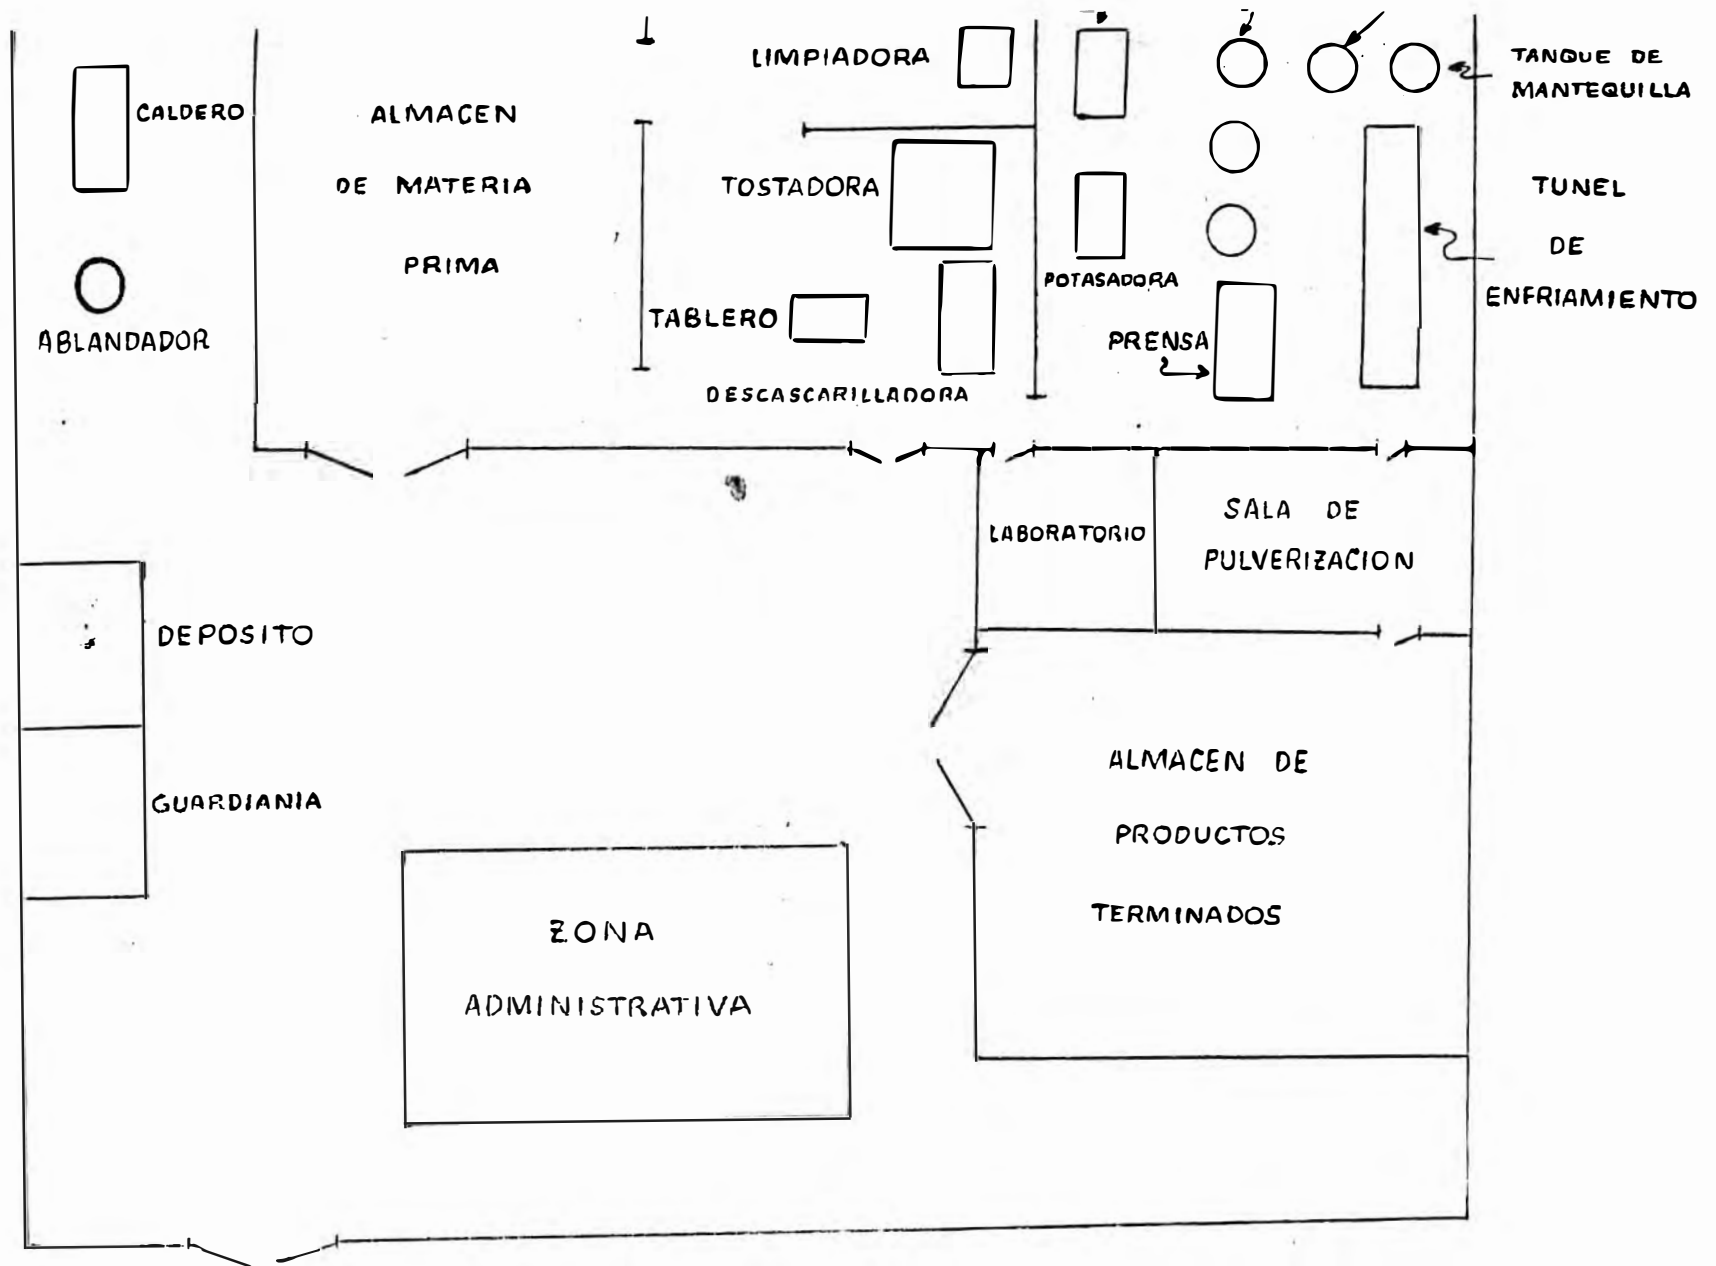 LIMPIADORA
TANQUE DE
MANTEQUILLA
CALDERO
ALMACEN
DE MATERIA
PRIMA
TOSTADORA
TUNEL
DE
ENFRIAMIENTO
POTASADORA
ABLANDADOR
TABLERO
PRENSA
DESCASCARILLADORA
LABORATORIO
SALA DE
PULVERIZACION
DEPOSITO
GUARDIANIA
ALMACEN DE
PRODUCTOS
TERMINADOS
ZONA
ADMINISTRATIVA